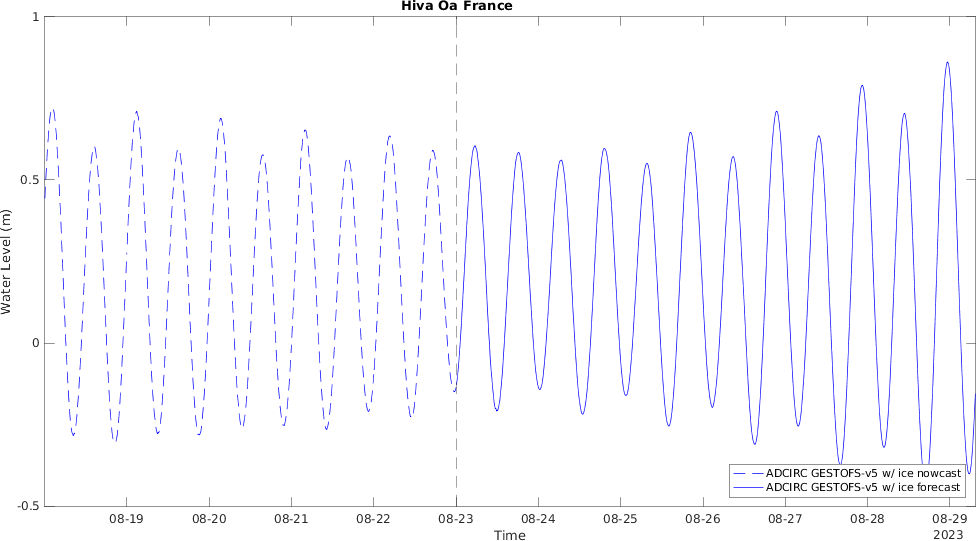 Hiva Oa France
1
0.5
0
-0.5
Water Level (m)
ADCIRC GESTOFS-v5 w/ ice nowcast
ADCIRC GESTOFS-v5 w/ ice forecast
08-19 08-20 08-21 08-22 08-23 08-24 08-25 08-26 08-27 08-28 08-29
Time
2023